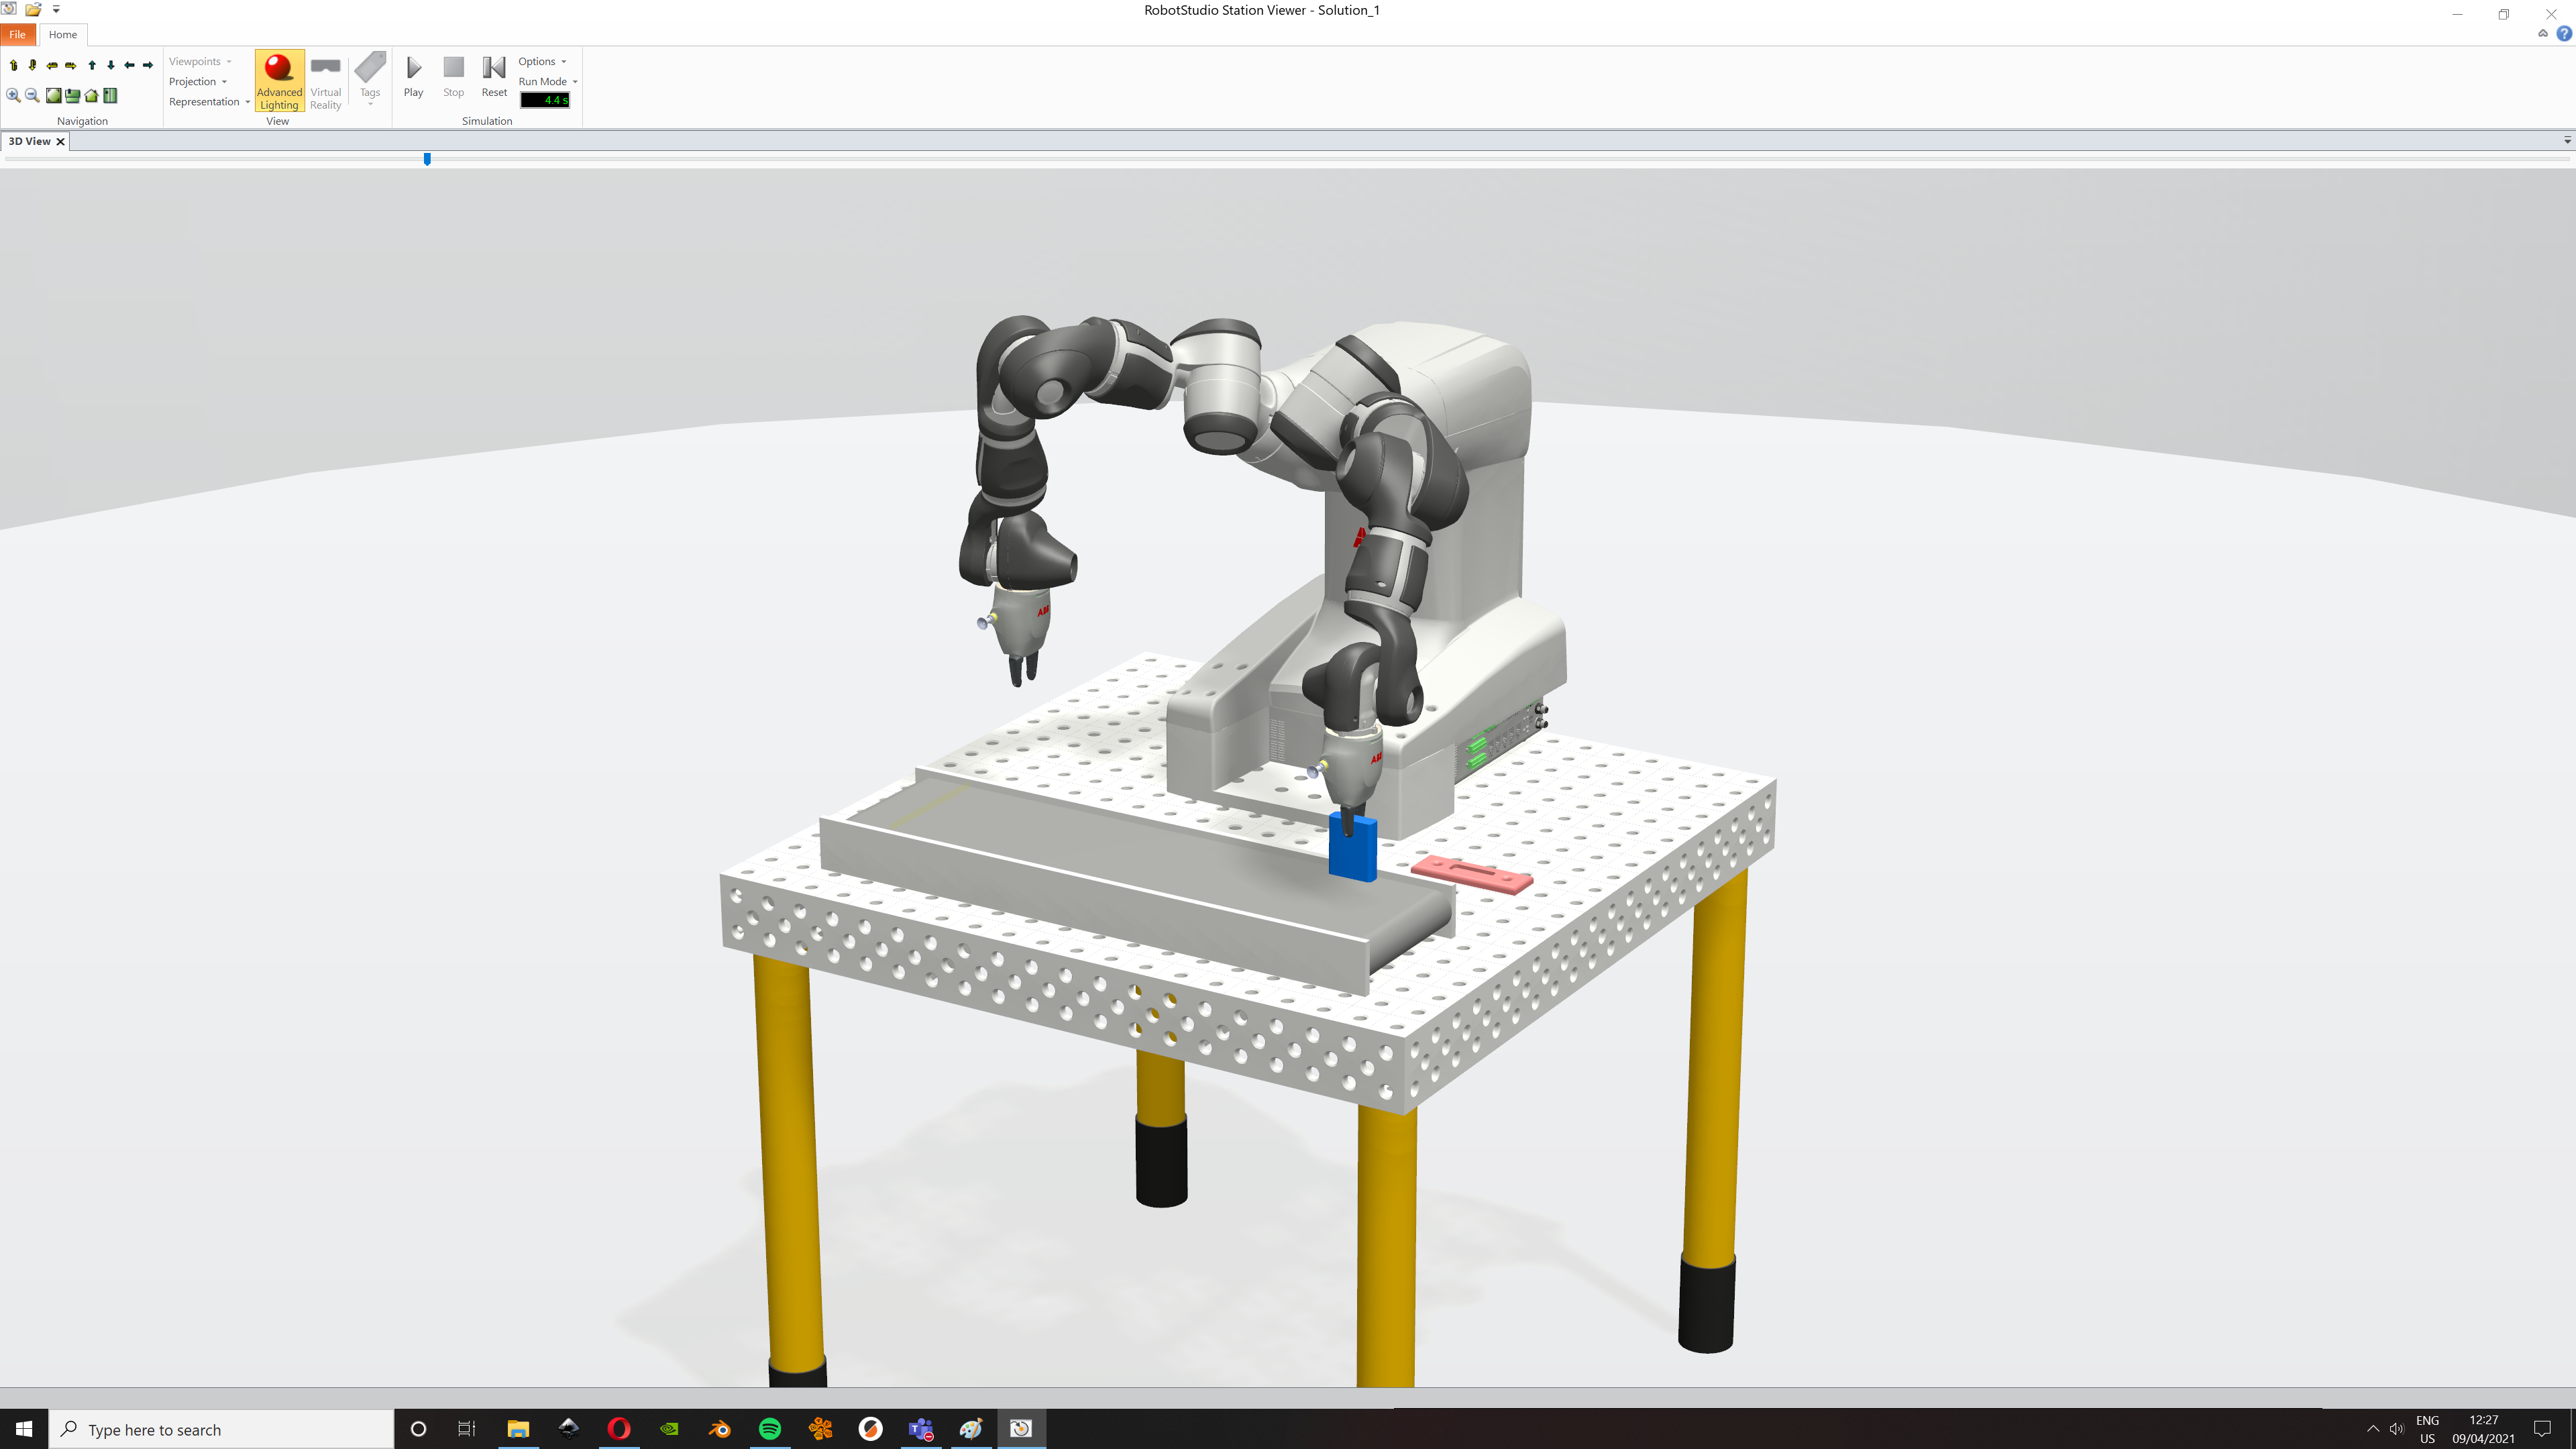 RobotStudio Station Viewer - Solution_1
File
Home
Viewpoints
Projection
Representation
Advanced
Lighting
Virtual
Reality
Tags
Play
Stop
Reset
Options
Run Mode
4.4 s
Navigation
View
Simulation
3D View
ABB
ABB
Type here to search
ENG
US
12:27
09/04/2021